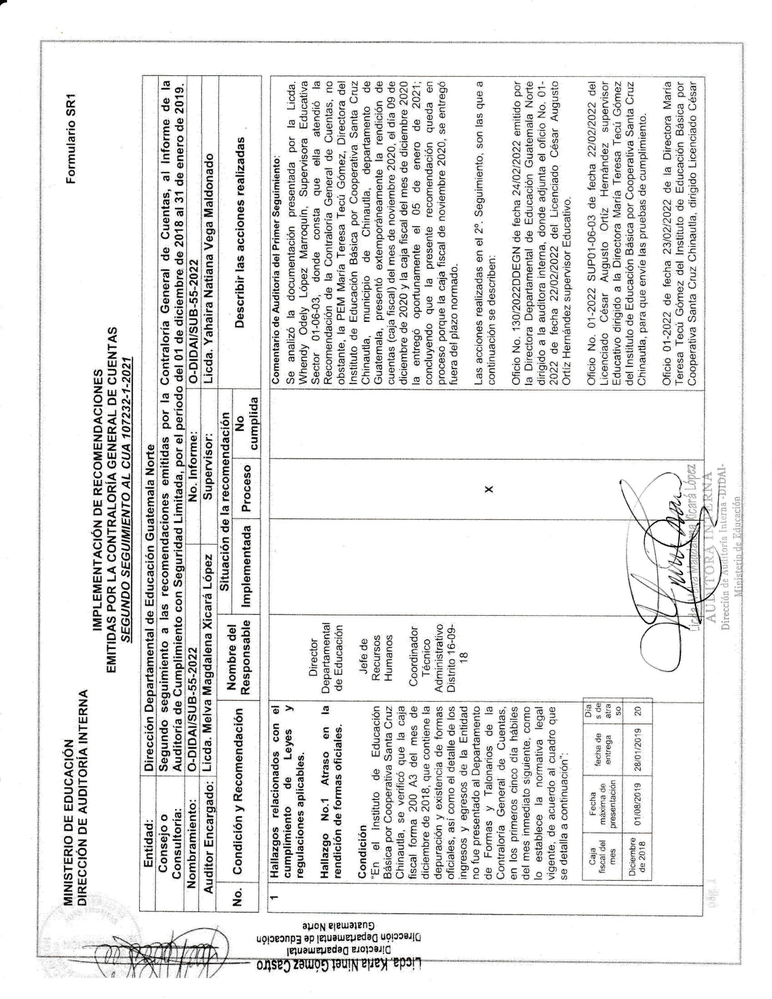 MINISTERIO DE EDUCACIÓN
DIRECCIÓN DE AUDITORÍA INTERNA
Formulario SR1
IMPLEMENTACIÓN DE RECOMENDACIONES
EMITIDAS POR LA CONTRALORÍA GENERAL DE CUENTAS
SEGUNDO SEGUIMIENTO AL CUA 107232-1-2021
Entidad: Dirección Departamental de Educación Guatemala Norte
Consejo o Consultoría:
Segundo seguimiento a las recomendaciones emitidas por la Contraloría General de Cuentas, al Informe de la
Auditoría de Cumplimiento con Seguridad Limitada, por el período del 01 de diciembre de 2018 al 31 de enero de 2019.
Nombramiento: O-DIDAI/SUB-55-2022 No. Informe: O-DIDAI/SUB-55-2022
Auditor Encargado: Licda. Melva Magdalena Xicará López Supervisor: Licda. Yahaira Natiana Vega Maldonado
No.
Condición y Recomendación
Nombre del
Responsable
Situación de la recomendación
Implementada
Proceso
No
cumplida
Describir las acciones realizadas
1
Hallazgos relacionados con el
cumplimiento de Leyes y
regulaciones aplicables.
Hallazgo No.1 Atraso en la
rendición de formas oficiales.
Condición
"En el Instituto de Educación
Básica por Cooperativa Santa Cruz
Chinautla, se verificó que la caja
fiscal forma 200 A3 del mes de
diciembre de 2018, que contiene la
depuración y existencia de formas
oficiales, así como el detalle de los
ingresos y egresos de la Entidad
no fue presentado al Departamento
de Formas y Talonarios de la
Contraloría General de Cuentas,
en los primeros cinco día hábiles
del mes inmediato siguiente, como
lo establece la normativa legal
vigente, de acuerdo al cuadro que
se detalla a continuación":
Caja
fiscal del
mes
Fecha
máxima de
presentación
fecha de
entrega
Dia
s de
atra
so
Diciembre
de 2018
01/08/2019
28/01/2019
20
Director
Departamental
de Educación
Jefe de
Recursos
Humanos
Coordinador
Técnico
Administrativo
Distrito 16-09-
18
X
Comentario de Auditoría del Primer Seguimiento:
Se analizó la documentación presentada por la Licda.
Whendy Odely López Marroquín, Supervisora Educativa
Sector 01-06-03, donde consta que ella atendió la
Recomendación de la Contraloría General de Cuentas, no
obstante, la PEM María Teresa Tecú Gómez, Directora del
Instituto de Educación Básica por Cooperativa Santa Cruz
Chinautla, municipio de Chinautla, departamento de
Guatemala, presentó extemporáneamente la rendición de
cuentas (caja fiscal) del mes de noviembre 2020, el día 09 de
diciembre de 2020 y la caja fiscal del mes de diciembre 2020
la entregó oportunamente el 05 de enero de 2021;
concluyendo que la presente recomendación queda en
proceso porque la caja fiscal de noviembre 2020, se entregó
fuera del plazo normado.
Las acciones realizadas en el 2º. Seguimiento, son las que a
continuación se describen:
Oficio No. 130/2022DDEGN de fecha 24/02/2022 emitido por
la Directora Departamental de Educación Guatemala Norte
dirigido a la auditora interna, donde adjunta el oficio No. 01-
2022 de fecha 22/02/2022 del Licenciado César Augusto
Ortíz Hernández supervisor Educativo.
Oficio No. 01-2022 SUP01-06-03 de fecha 22/02/2022 del
Licenciado César Augusto Ortíz Hernández supervisor
Educativo dirigido a la Directora María Teresa Tecú Gómez
del Instituto de Educación Básica por Cooperativa Santa Cruz
Chinautla, para que envíe las pruebas de cumplimiento.
Oficio 01-2022 de fecha 23/02/2022 de la Directora María
Teresa Tecú Gómez del Instituto de Educación Básica por
Cooperativa Santa Cruz Chinautla, dirigido Licenciado César
Licda. Melva Magdalena Xicará López
AUDITORA INTERNA
Dirección de Auditoría Interna -DIDAI-
Ministerio de Educación
pág. 1
Licda. Karla Ninet Gómez Castro
Directora Departamental
Dirección Departamental de Educación
Guatemala Norte